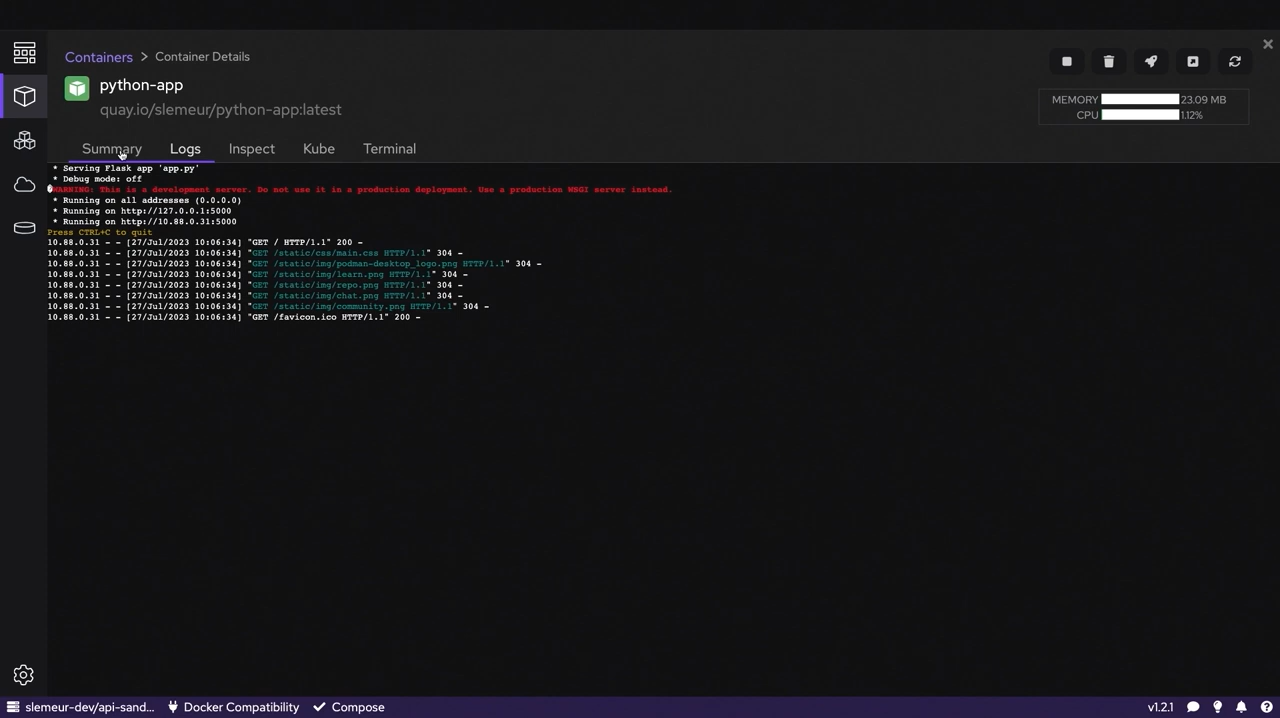 Containers > Container Details
python-app
quay.io/slemeur/python-app:latest
MEMORY 23.09 MB
CPU 1.12%
Summary Logs Inspect Kube Terminal
* Serving Flask app 'app.py'
* Debug mode: off
WARNING: This is a development server. Do not use it in a production deployment. Use a production WSGI server instead.
* Running on all addresses (0.0.0.0)
* Running on http://127.0.0.1:5000
* Running on http://10.88.0.31:5000
Press CTRL+C to quit
10.88.0.31 - - [27/Jul/2023 10:06:34] "GET / HTTP/1.1" 200 -
10.88.0.31 - - [27/Jul/2023 10:06:34] "GET /static/css/main.css HTTP/1.1" 304 -
10.88.0.31 - - [27/Jul/2023 10:06:34] "GET /static/img/podman-desktop_logo.png HTTP/1.1" 304 -
10.88.0.31 - - [27/Jul/2023 10:06:34] "GET /static/img/learn.png HTTP/1.1" 304 -
10.88.0.31 - - [27/Jul/2023 10:06:34] "GET /static/img/repo.png HTTP/1.1" 304 -
10.88.0.31 - - [27/Jul/2023 10:06:34] "GET /static/img/chat.png HTTP/1.1" 304 -
10.88.0.31 - - [27/Jul/2023 10:06:34] "GET /static/img/community.png HTTP/1.1" 304 -
10.88.0.31 - - [27/Jul/2023 10:06:34] "GET /favicon.ico HTTP/1.1" 200 -
slemeur-dev/api-sand... Docker Compatibility Compose v1.2.1